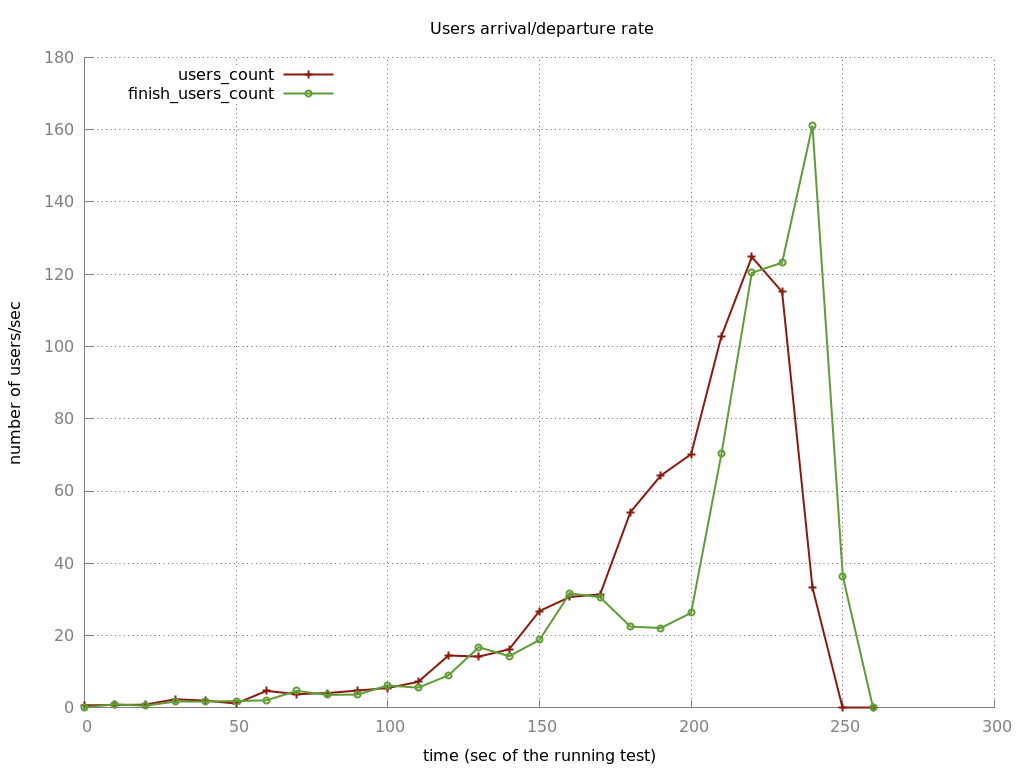 Users arrival/departure rate
users_count
finish_users_count
180
160
140
120
100
80
60
40
20
0
number of users/sec
0 50 100 150 200 250 300
time (sec of the running test)